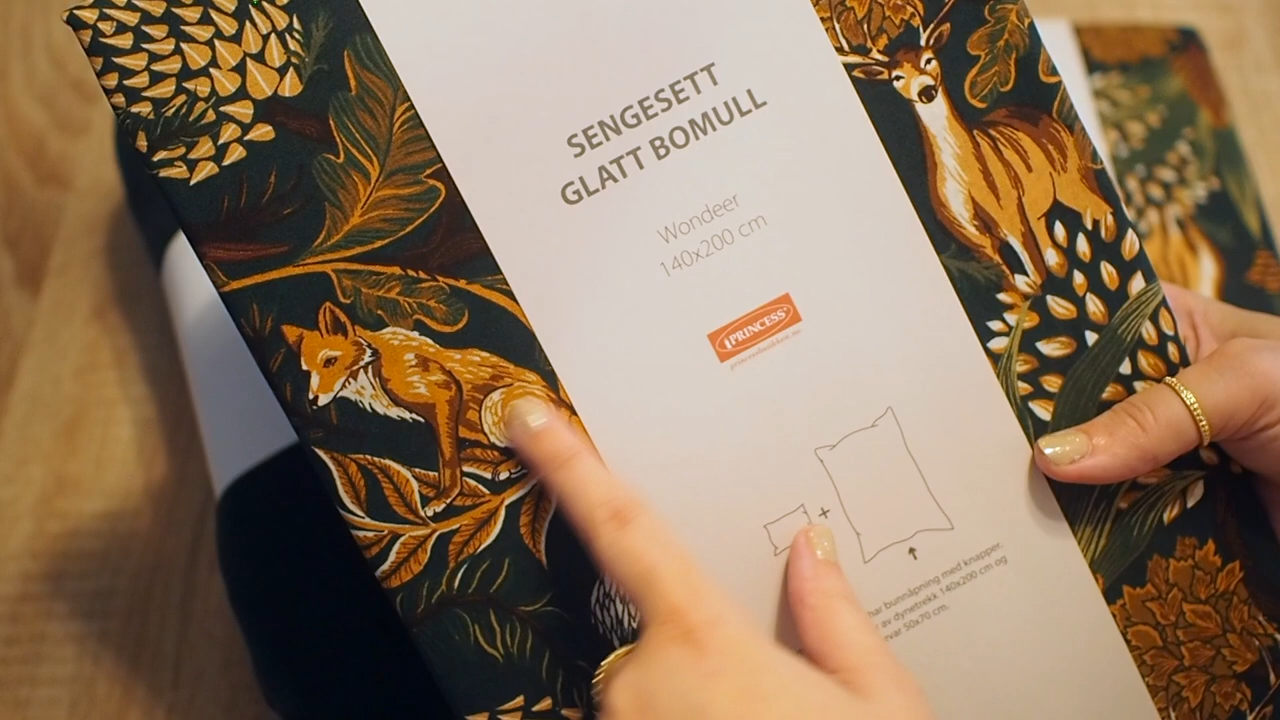 SENGESETT
GLATT BOMULL
Wondeer
140x200 cm
PRINCESS
har bunnåpning med knapper.
av dynetrekk 140x200 cm og
50x70 cm.